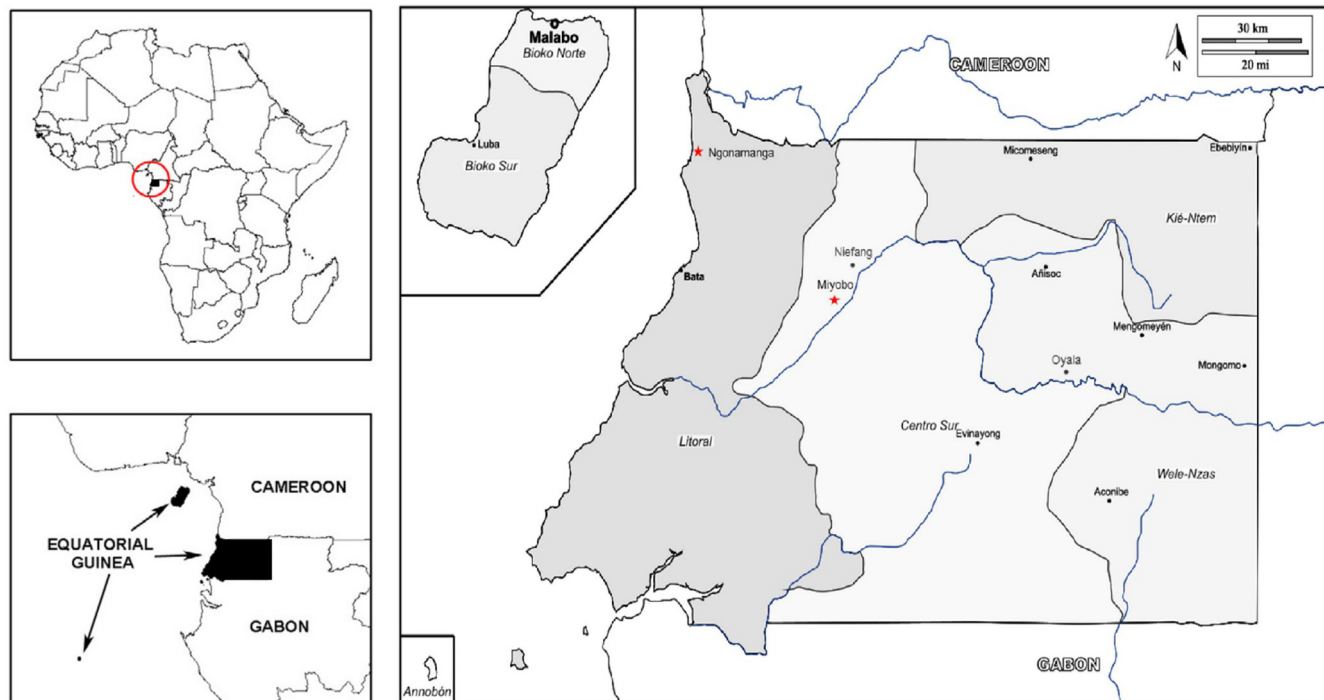 CAMEROON
EQUATORIAL
GUINEA
GABON
Malabo
Bioko Norte
Luba
Bioko Sur
Annobón
30 km
20 mi
N
CAMEROON
Ngonamanga
Micomeseng
Ebebiyín
Kié-Ntem
Niefang
Bata
Añisoc
Miyobo
Mengomeyén
Oyala
Mongomo
Litoral
Centro Sur
Evinayong
Wele-Nzas
Aconibe
GABON